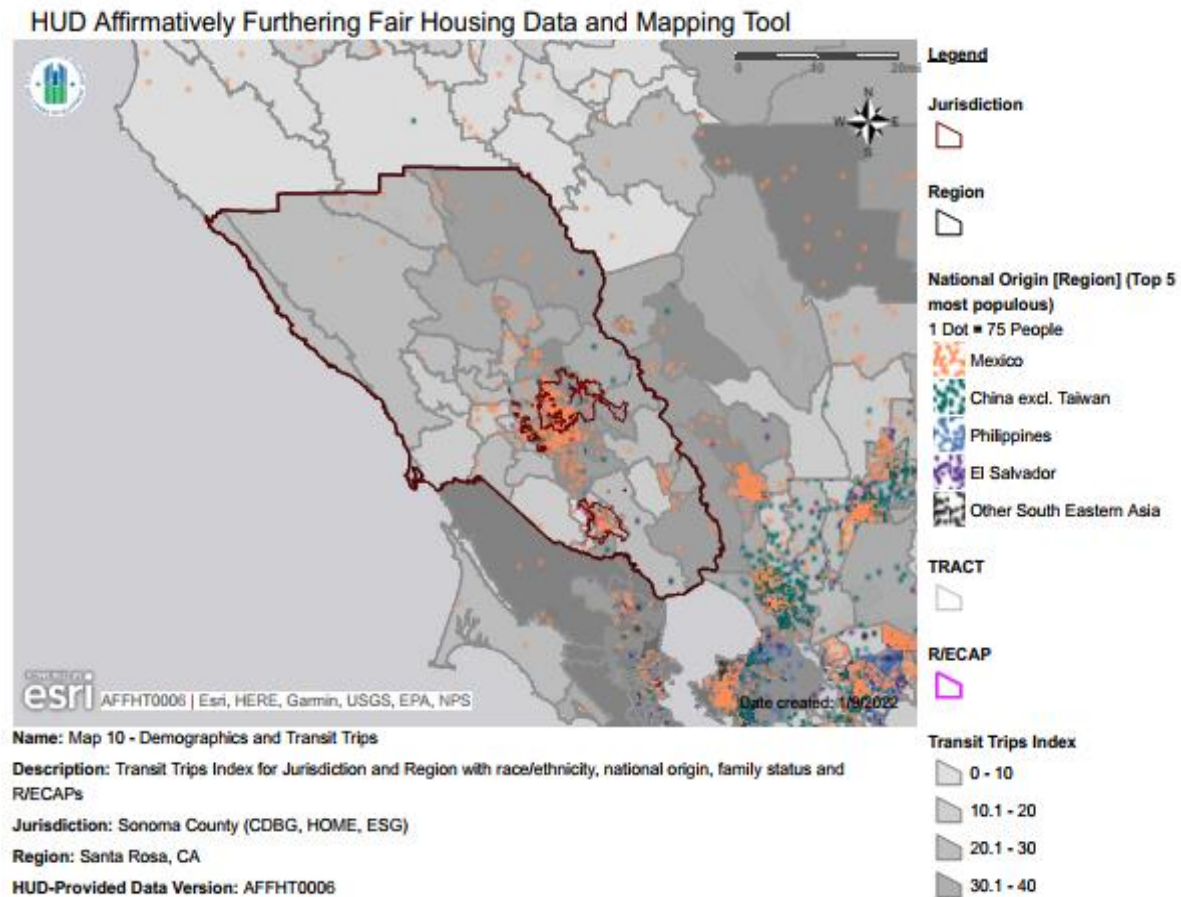 HUD Affirmatively Furthering Fair Housing Data and Mapping Tool
Legend
Jurisdiction
Region
National Origin [Region] (Top 5
most populous)
1 Dot = 75 People
Mexico
China excl. Taiwan
Philippines
El Salvador
Other South Eastern Asia
TRACT
R/ECAP
Transit Trips Index
0 - 10
10.1 - 20
20.1 - 30
30.1 - 40
N
W E
S
esri
AFFHT0006 | Esri, HERE, Garmin, USGS, EPA, NPS
Date created: 1/9/2022
Name: Map 10 - Demographics and Transit Trips
Description: Transit Trips Index for Jurisdiction and Region with race/ethnicity, national origin, family status and
R/ECAPs
Jurisdiction: Sonoma County (CDBG, HOME, ESG)
Region: Santa Rosa, CA
HUD-Provided Data Version: AFFHT0006